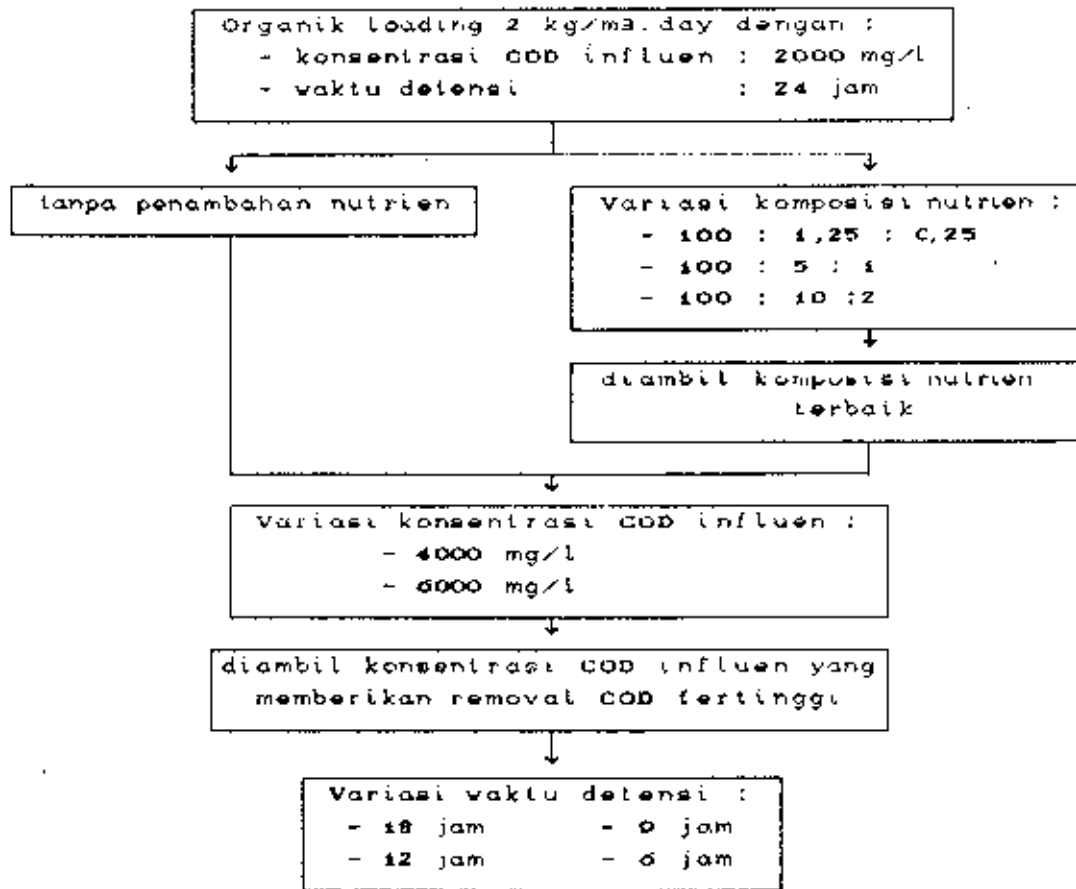 Organik loading 2 kg/m3.day dengan :
- konsentrasi COD influen : 2000 mg/l
- waktu detensi : 24 jam
tanpa penambahan nutrien
Variasi komposisi nutrien :
- 100 : 1,25 : 0,25
- 100 : 5 : 1
- 100 : 10 :2
diambil komposisi nutrien
terbaik
Variasi konsentrasi COD influen :
- 4000 mg/l
- 6000 mg/l
diambil konsentrasi COD influen yang
memberikan removal COD tertinggi
Variasi waktu detensi :
- 18 jam - 9 jam
- 12 jam - 6 jam